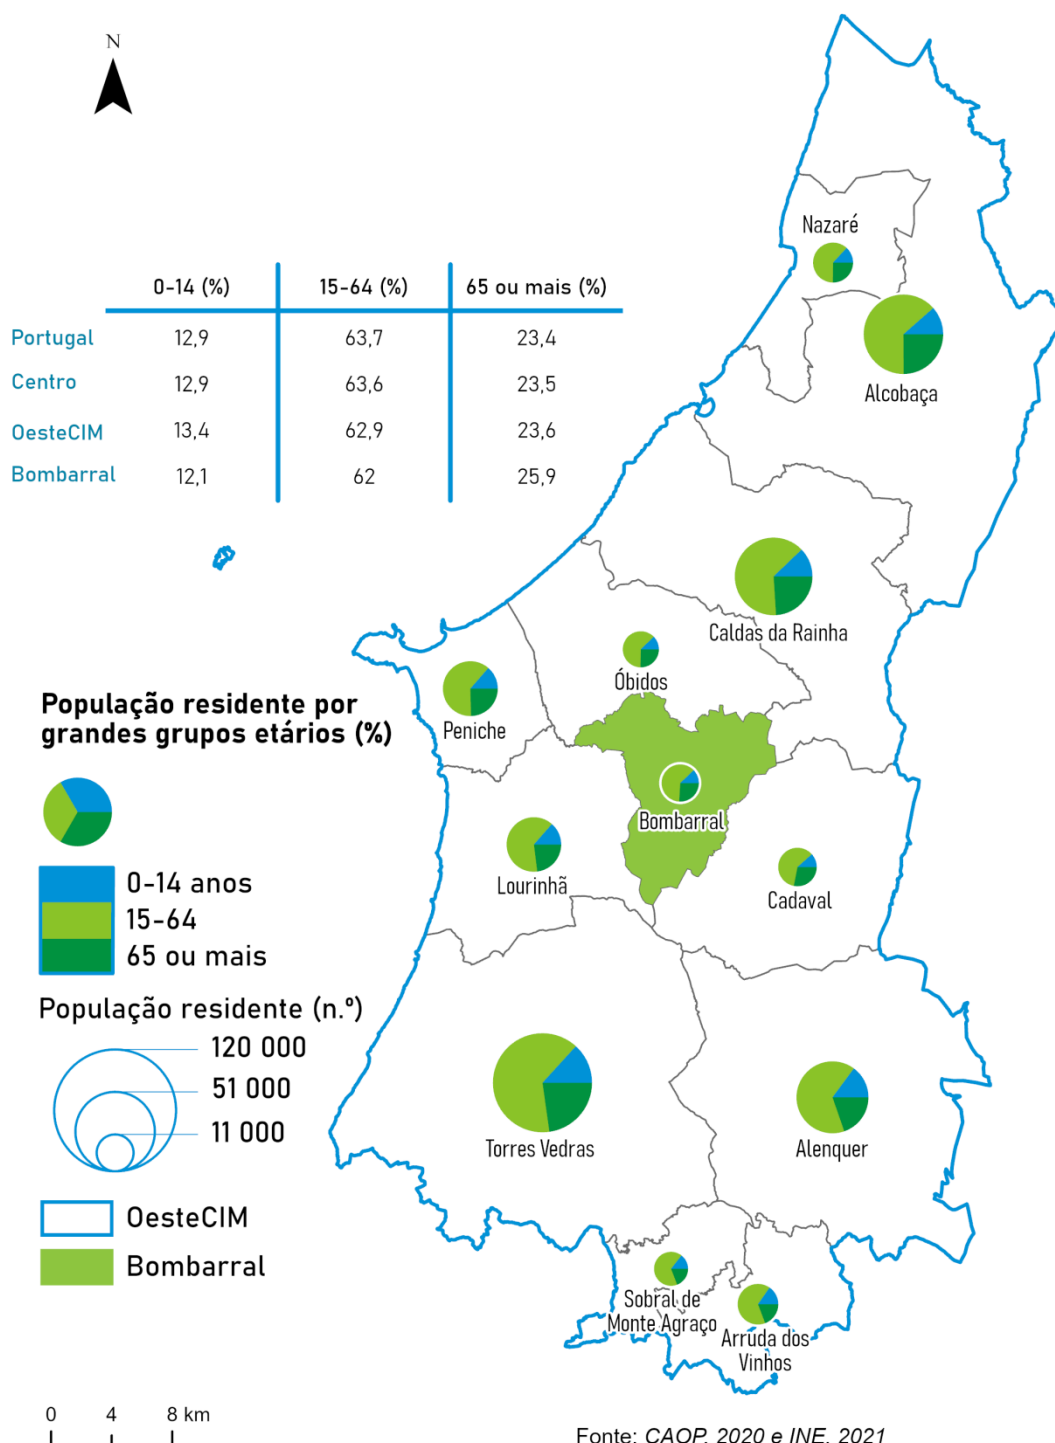 N
0-14 (%) 15-64 (%) 65 ou mais (%)
Portugal 12,9 63,7 23,4
Centro 12,9 63,6 23,5
OesteCIM 13,4 62,9 23,6
Bombarral 12,1 62 25,9
Nazaré
Alcobaça
Caldas da Rainha
Óbidos
Peniche
Bombarral
Lourinhã
Cadaval
Torres Vedras
Alenquer
Sobral de
Monte Agraço
Arruda dos
Vinhos
População residente por
grandes grupos etários (%)
0-14 anos
15-64
65 ou mais
População residente (n.º)
120 000
51 000
11 000
OesteCIM
Bombarral
0 4 8 km
Fonte: CAOP, 2020 e INE, 2021